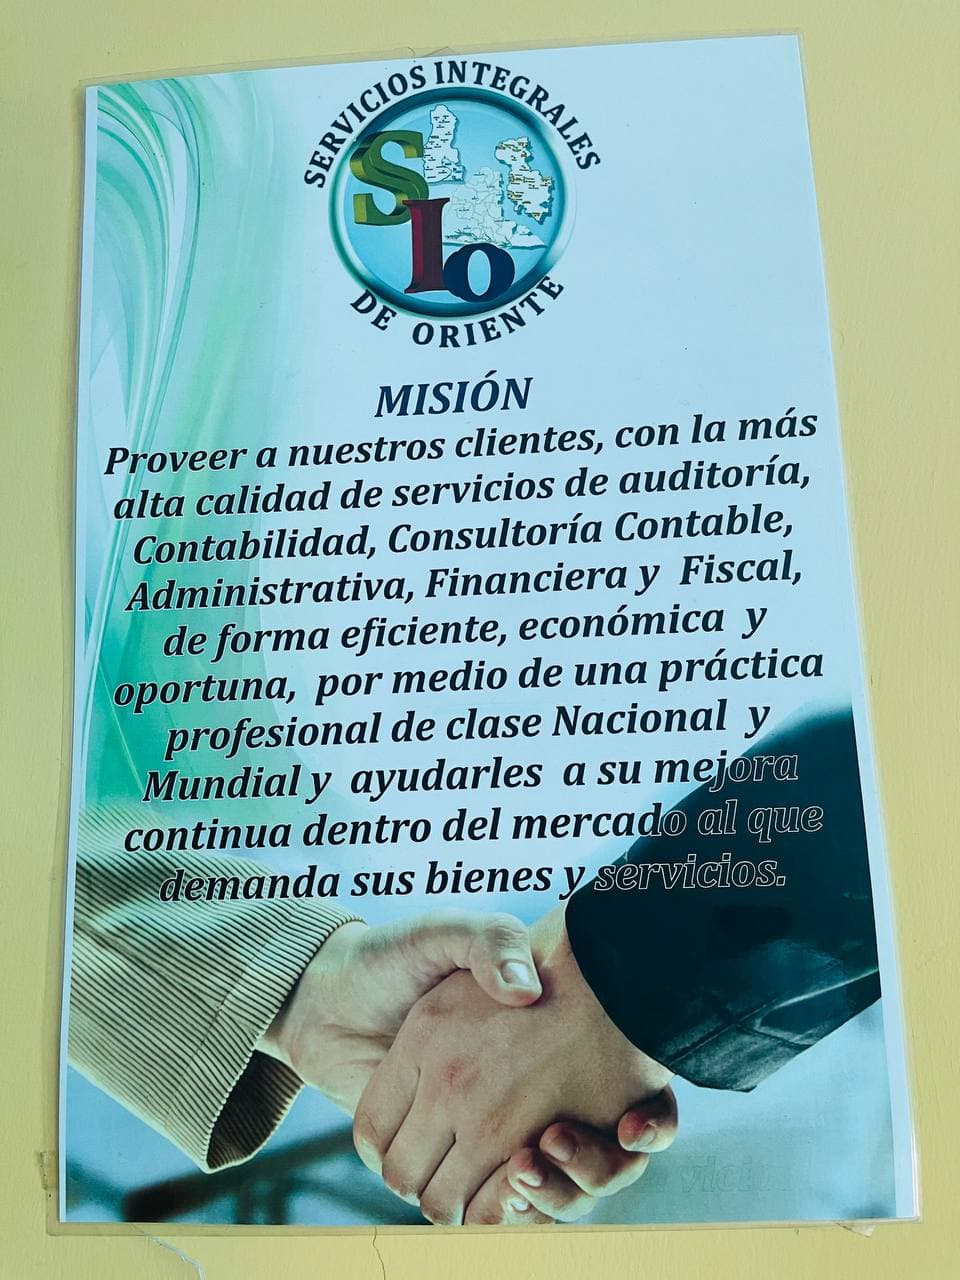 SERVICIOS INTEGRALES
SIO
DE ORIENTE
MISIÓN
Proveer a nuestros clientes, con la más
alta calidad de servicios de auditoría,
Contabilidad, Consultoría Contable,
Administrativa, Financiera y Fiscal,
de forma eficiente, económica y
oportuna, por medio de una práctica
profesional de clase Nacional y
Mundial y ayudarles a su mejora
continua dentro del mercado al que
demanda sus bienes y servicios.